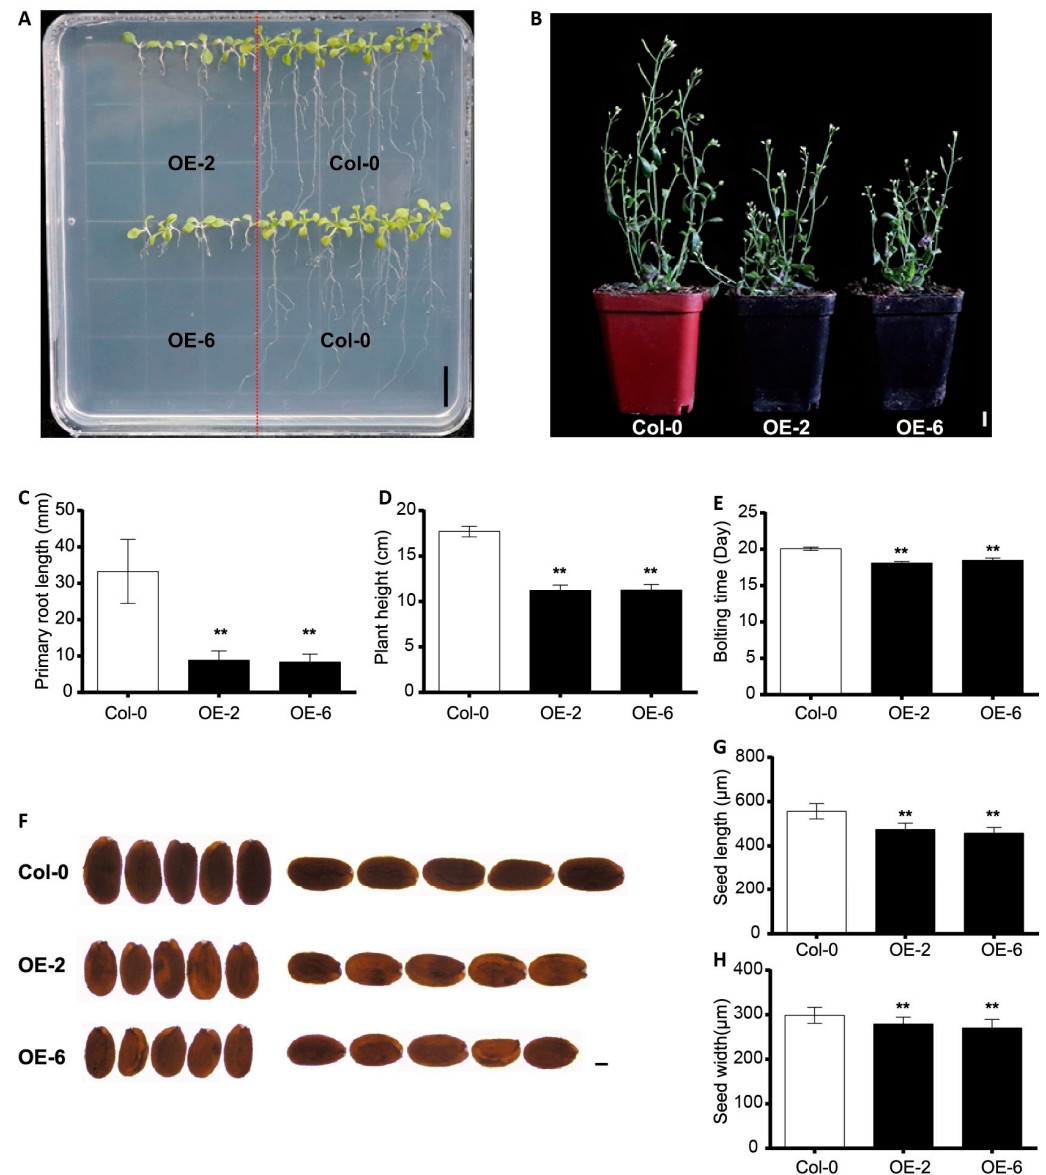 A
OE-2
Col-0
OE-6
Col-0
B
Col-0
OE-2
OE-6
C
Primary root length (mm)
50
40
30
20
10
0
**
**
Col-0
OE-2
OE-6
D
Plant height (cm)
20
15
10
5
0
**
**
Col-0
OE-2
OE-6
E
Bolting time (Day)
25
20
15
10
5
0
**
**
Col-0
OE-2
OE-6
F
Col-0
OE-2
OE-6
G
Seed length (µm)
800
600
400
200
0
**
**
Col-0
OE-2
OE-6
H
Seed width(µm)
400
300
200
100
0
**
**
Col-0
OE-2
OE-6